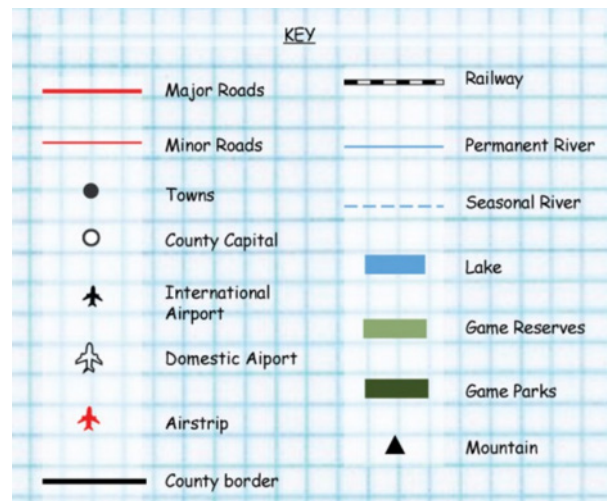 KEY
Major Roads
Minor Roads
Towns
County Capital
International
Airport
Domestic Aiport
Airstrip
County border
Railway
Permanent River
Seasonal River
Lake
Game Reserves
Game Parks
Mountain